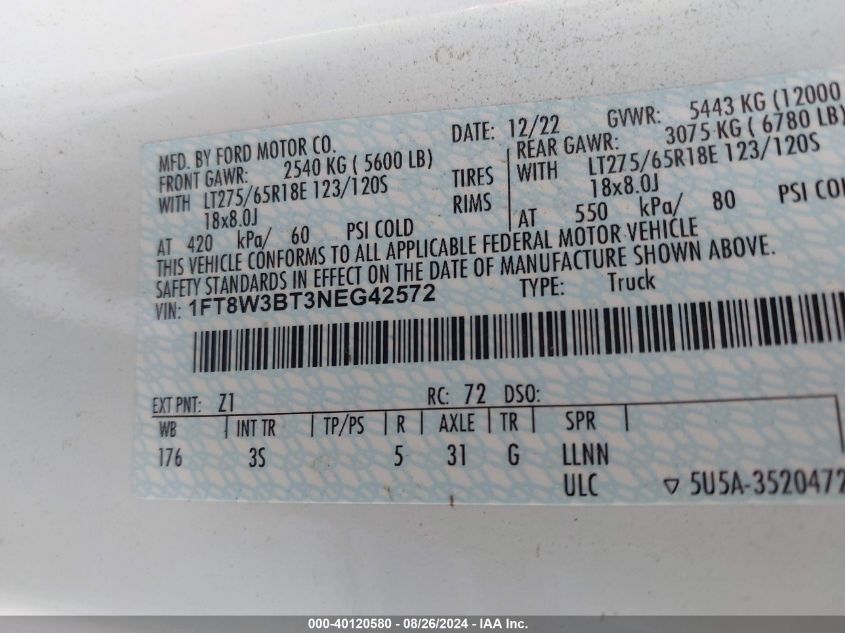 MFD. BY FORD MOTOR CO. DATE: 12/22 GVWR: 5443 KG (12000
FRONT GAWR: 2540 KG ( 5600 LB) REAR GAWR: 3075 KG ( 6780 LB)
WITH LT275/65R18E 123/120S TIRES WITH LT275/65R18E 123/120S
18x8.0J RIMS 18x8.0J
AT 420 kPa/ 60 PSI COLD AT 550 kPa/ 80 PSI COL
THIS VEHICLE CONFORMS TO ALL APPLICABLE FEDERAL MOTOR VEHICLE
SAFETY STANDARDS IN EFFECT ON THE DATE OF MANUFACTURE SHOWN ABOVE.
VIN: 1FT8W3BT3NEG42572 TYPE: Truck
EXT PNT: Z1 RC: 72 DSO:
WB INT TR TP/PS R AXLE TR SPR
176 3S 5 31 G LLNN
ULC ▽ 5U5A-3520472
000-40120580 - 08/26/2024 - IAA Inc.